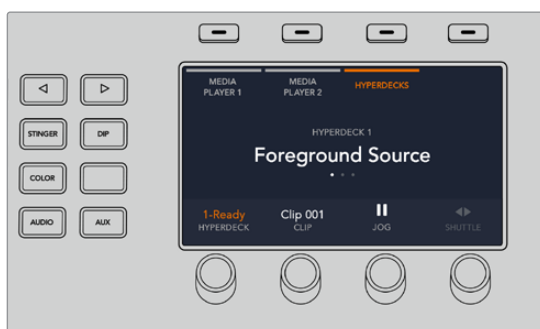 MEDIA PLAYER 1
MEDIA PLAYER 2
HYPERDECKS
STINGER
DIP
HYPERDECK 1
Foreground Source
COLOR
AUDIO
AUX
1-Ready
HYPERDECK
Clip 001
CLIP
JOG
SHUTTLE